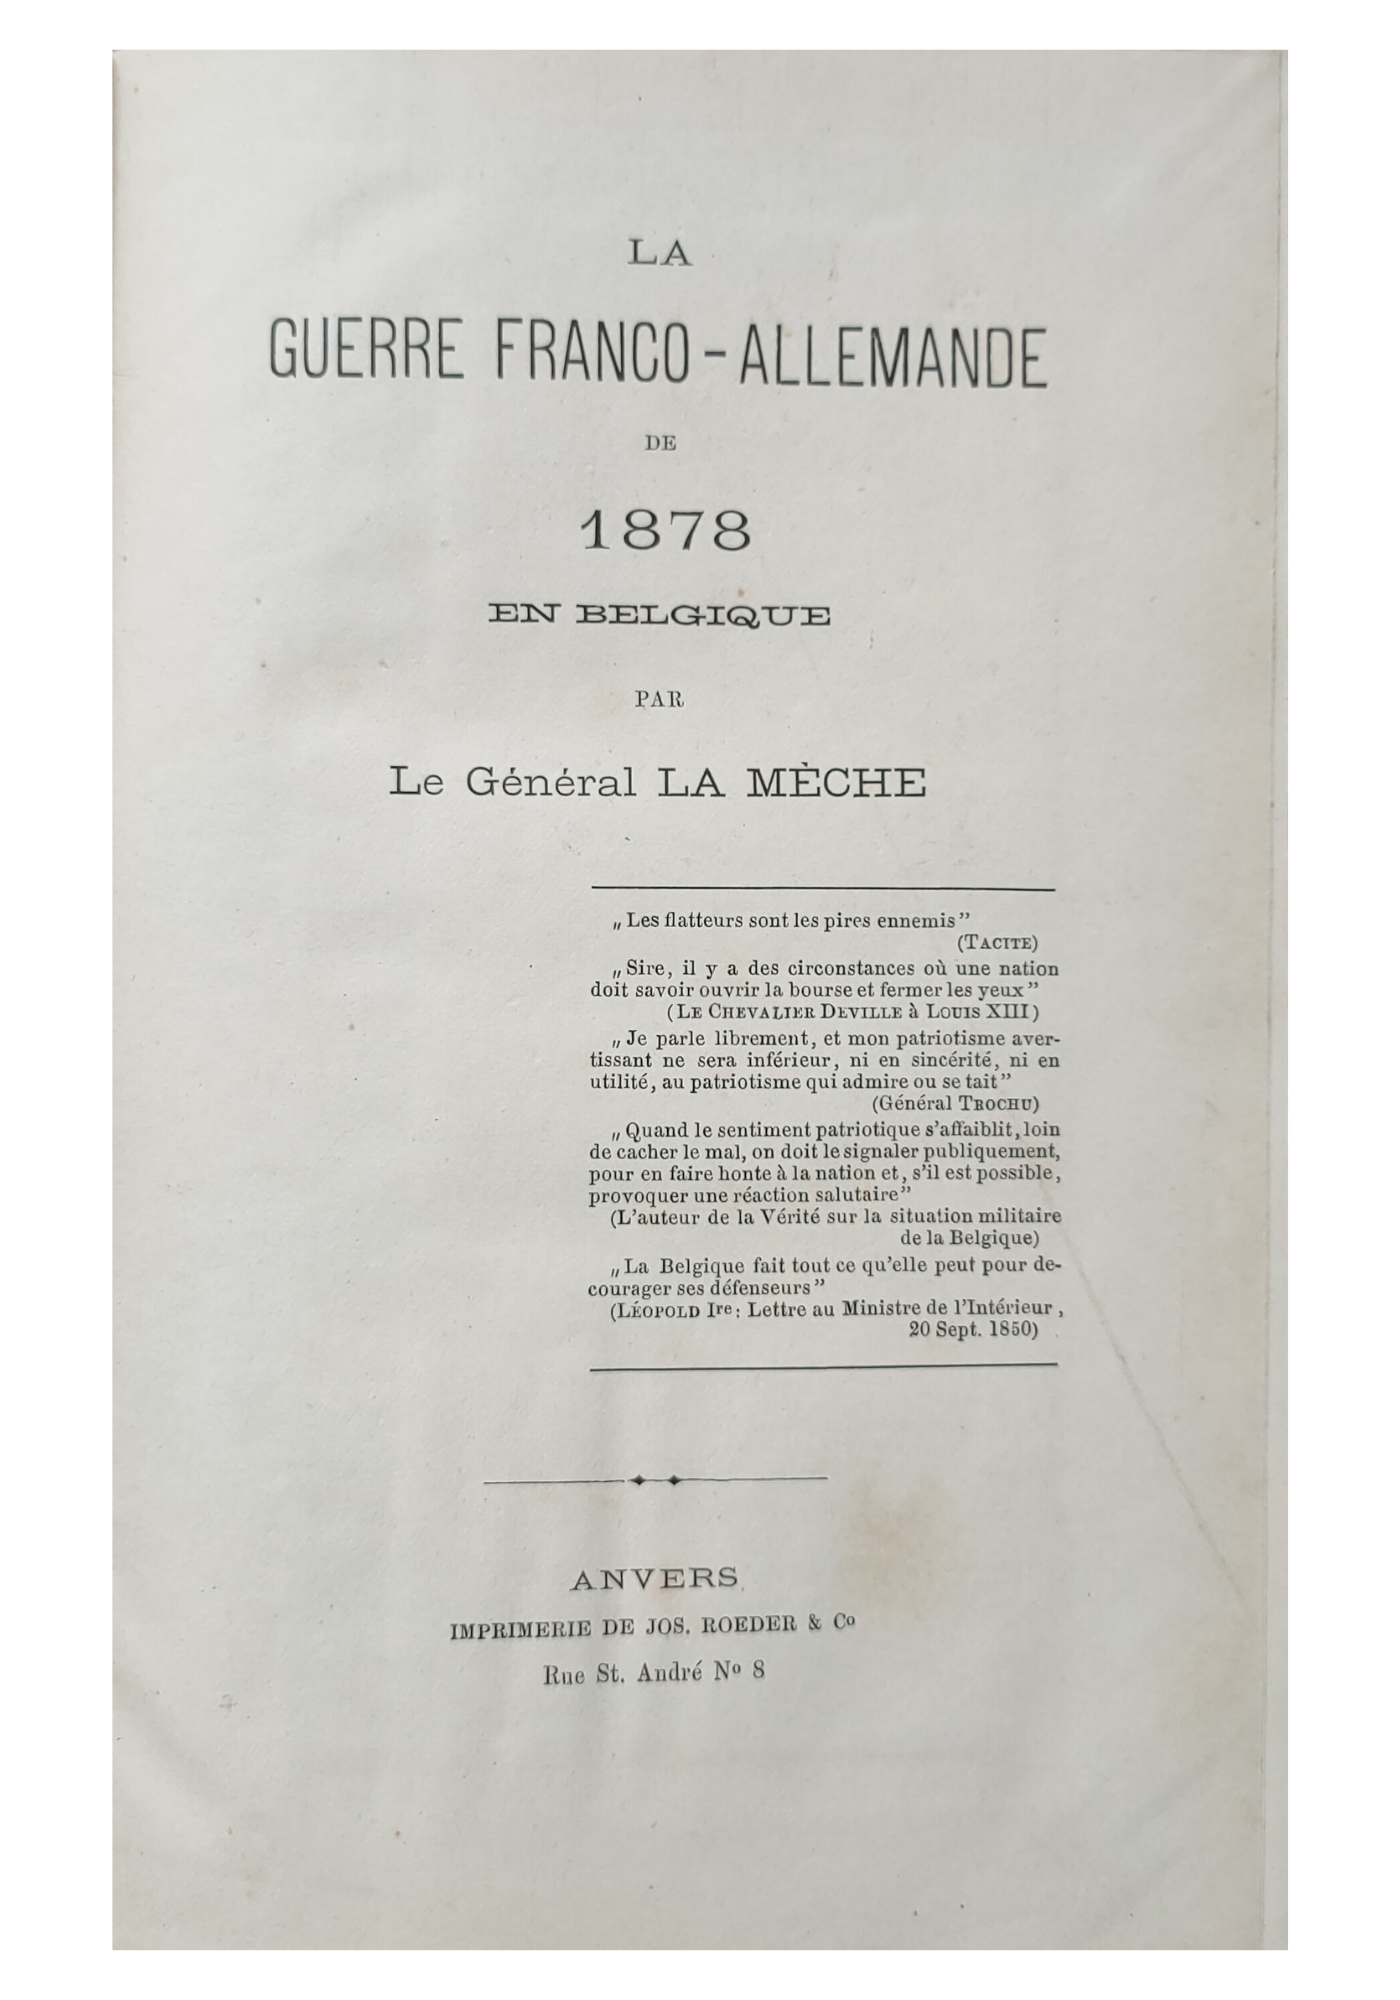 LA
GUERRE FRANCO-ALLEMANDE
DE
1878
EN BELGIQUE
PAR
Le Général LA MÈCHE
„Les flatteurs sont les pires ennemis”
(TACITE)
„Sire, il y a des circonstances où une nation
doit savoir ouvrir la bourse et fermer les yeux”
(LE CHEVALIER DEVILLE à LOUIS XIII)
„Je parle librement, et mon patriotisme aver-
tissant ne sera inférieur, ni en sincérité, ni en
utilité, au patriotisme qui admire ou se tait”
(Général TROCHU)
„Quand le sentiment patriotique s'affaiblit, loin
de cacher le mal, on doit le signaler publiquement,
pour en faire honte à la nation et, s'il est possible,
provoquer une réaction salutaire”
(L'auteur de la Vérité sur la situation militaire
de la Belgique)
„La Belgique fait tout ce qu'elle peut pour de-
courager ses défenseurs”
(LÉOPOLD Ire: Lettre au Ministre de l'Intérieur,
20 Sept. 1850)
ANVERS
IMPRIMERIE DE JOS. ROEDER & Co
Rue St. André No 8